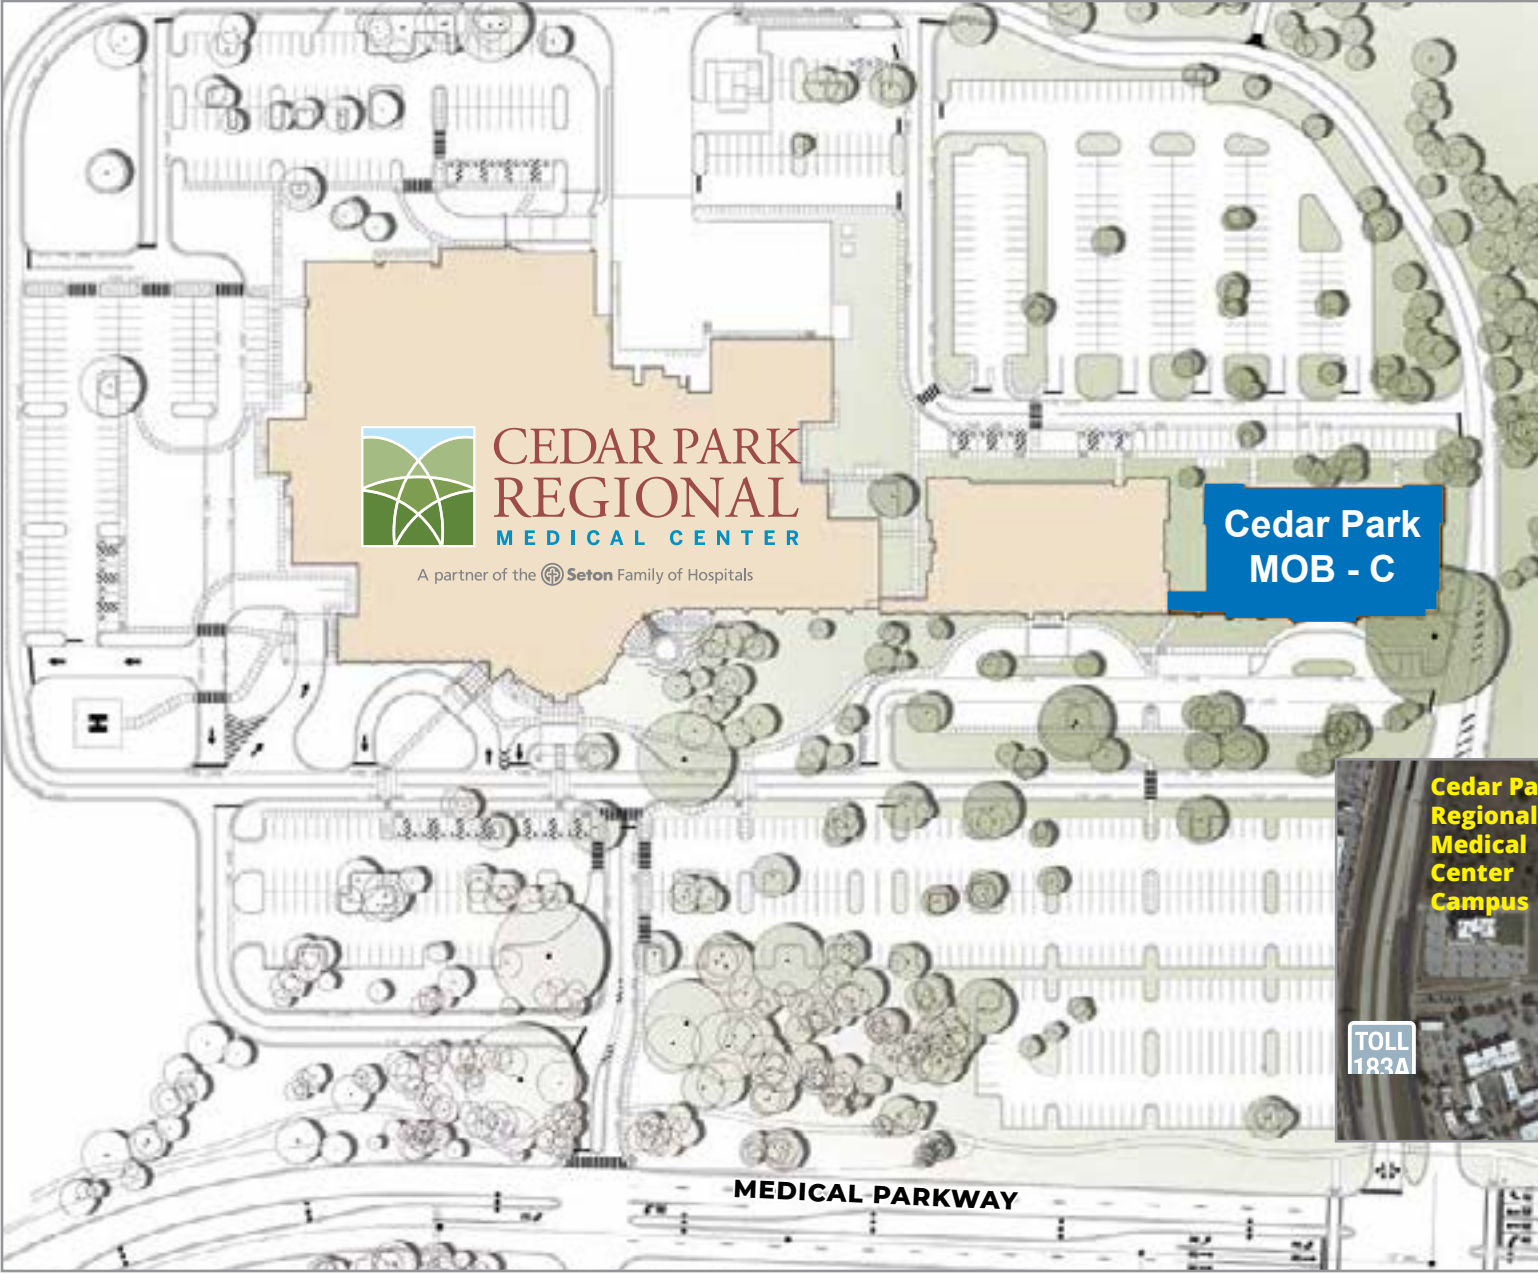 CEDAR PARK
REGIONAL
MEDICAL CENTER
A partner of the Seton Family of Hospitals
Cedar Park
MOB - C
H
Cedar Pa
Regional
Medical
Center
Campus
TOLL
183A
MEDICAL PARKWAY